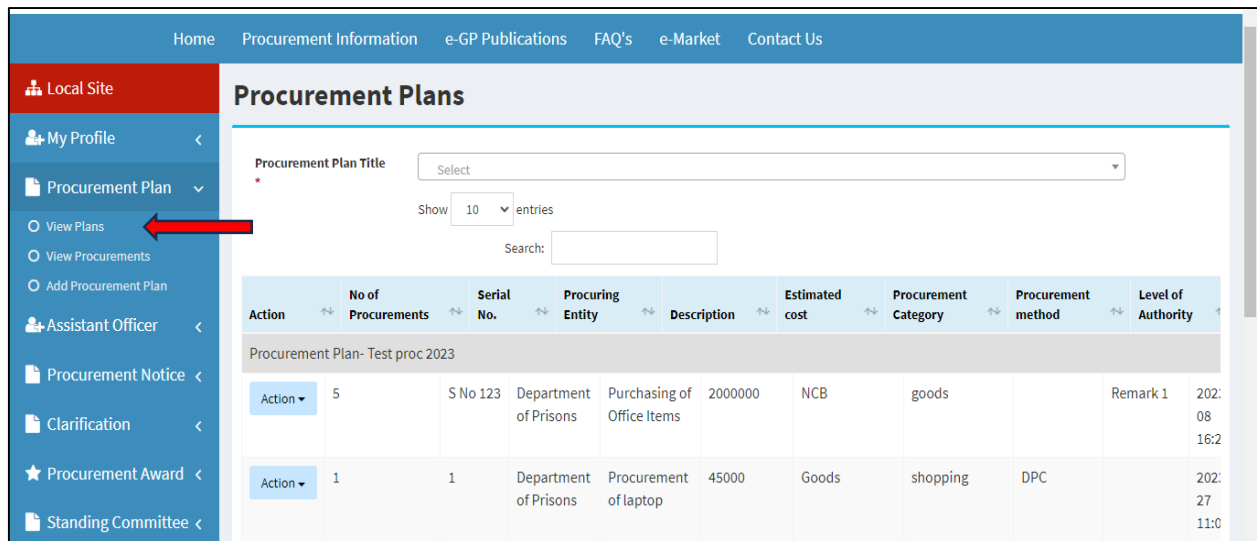 Home Procurement Information e-GP Publications FAQ's e-Market Contact Us
Local Site
My Profile
Procurement Plan
View Plans
View Procurements
Add Procurement Plan
Assistant Officer
Procurement Notice
Clarification
Procurement Award
Standing Committee
Procurement Plans
Procurement Plan Title
*
Select
Show 10 entries
Search:
Action No of Procurements Serial No. Procuring Entity Description Estimated cost Procurement Category Procurement method Level of Authority
Procurement Plan- Test proc 2023
Action 5 S No 123 Department Purchasing of 2000000 NCB goods Remark 1
of Prisons Office Items 08
16:2
Action 1 1 Department Procurement 45000 Goods shopping DPC
of Prisons of laptop 27
11:0